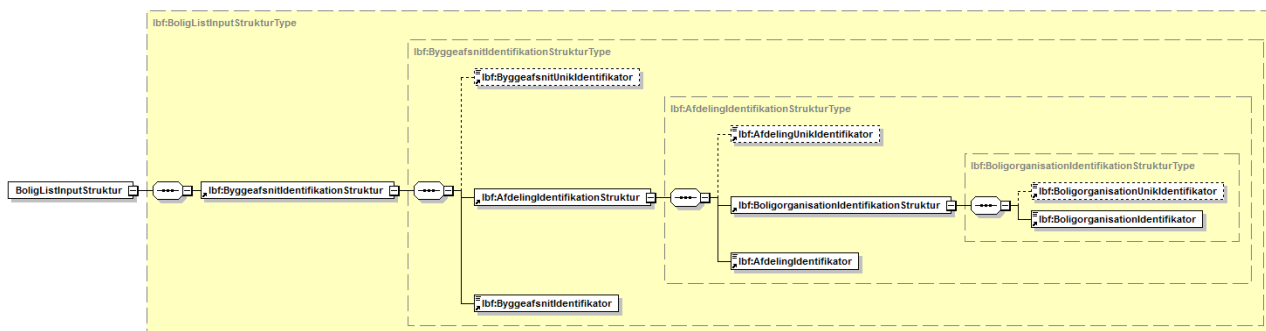 lbf:BoligListInputStrukturType
lbf:ByggeafsnitIdentifikationStrukturType
lbf:ByggeafsnitUnikIdentifikator
lbf:AfdelingIdentifikationStrukturType
lbf:AfdelingUnikIdentifikator
lbf:BoligorganisationIdentifikationStrukturType
BoligListInputStruktur
lbf:ByggeafsnitIdentifikationStruktur
lbf:AfdelingIdentifikationStruktur
lbf:BoligorganisationIdentifikationStruktur
lbf:BoligorganisationUnikIdentifikator
lbf:BoligorganisationIdentifikator
lbf:AfdelingIdentifikator
lbf:ByggeafsnitIdentifikator